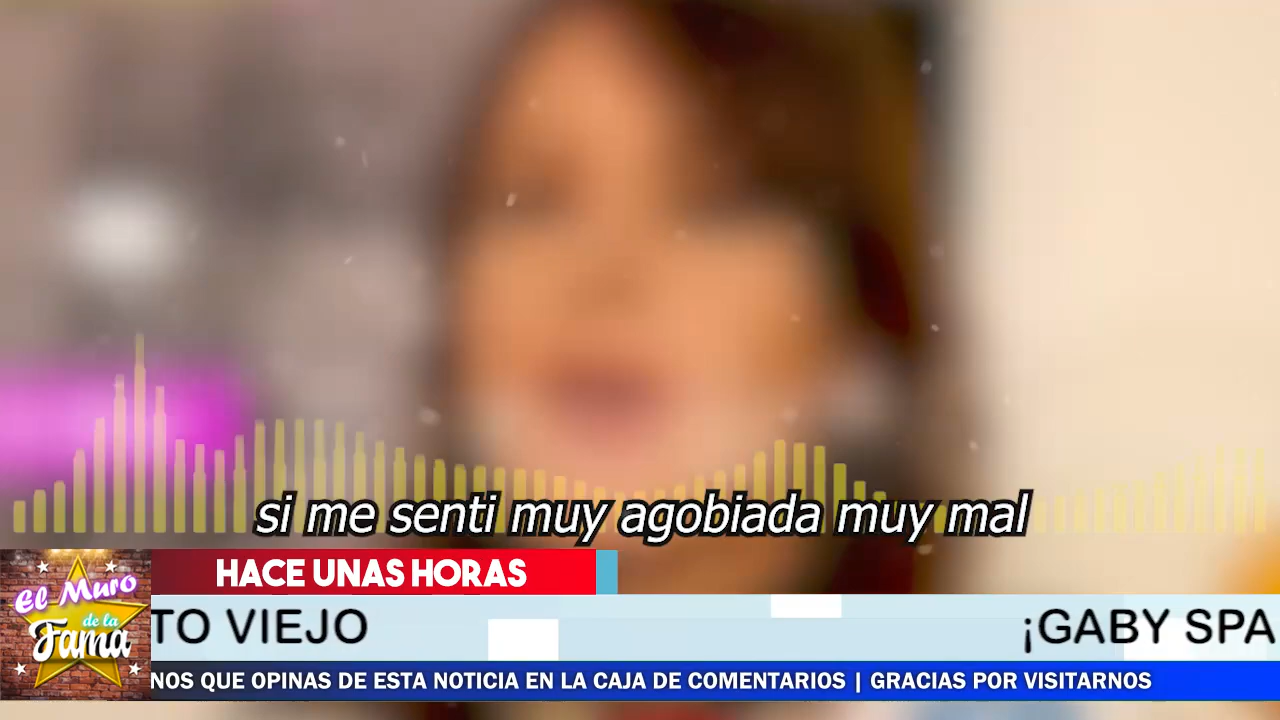 si me senti muy agobiada muy mal
HACE UNAS HORAS
El Muro
de la
Fama
TO VIEJO
¡GABY SPA
NOS QUE OPINAS DE ESTA NOTICIA EN LA CAJA DE COMENTARIOS | GRACIAS POR VISITARNOS